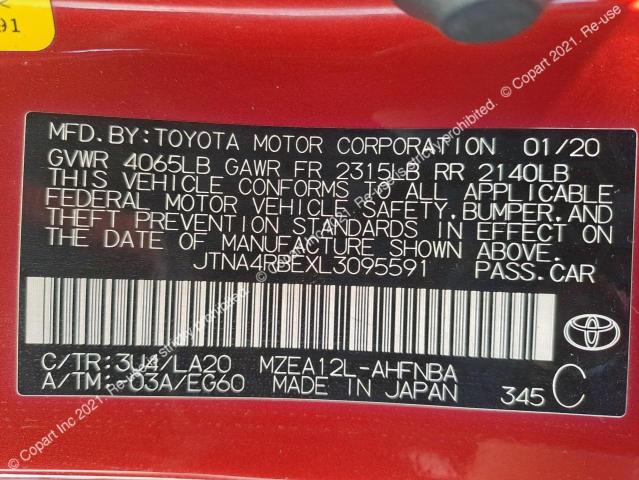 91
MFD.BY:TOYOTA MOTOR CORPORATION 01/20
GVWR 4065LB GAWR FR 2315LB RR 2140LB
THIS VEHICLE CONFORMS TO ALL APPLICABLE
FEDERAL MOTOR VEHICLE SAFETY,BUMPER,AND
THEFT PREVENTION STANDARDS IN EFFECT ON
THE DATE OF MANUFACTURE SHOWN ABOVE.
JTNA4RBEXL3095591 PASS.CAR
C/TR:3U4/LA20 MZEA12L-AHFNBA
A/TM:-03A/EG60 MADE IN JAPAN 345 C
TOYOTA
© Copart Inc 2021. Re-use strictly prohibited.
© Copart 2021. Re-use